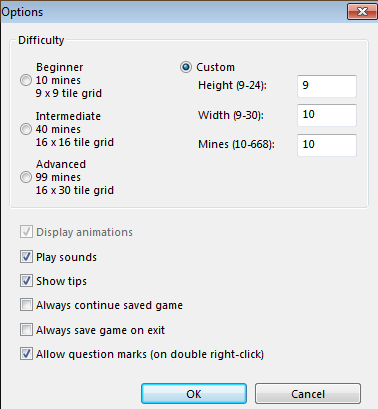 Options
Difficulty
Beginner
10 mines
9 x 9 tile grid
Intermediate
40 mines
16 x 16 tile grid
Advanced
99 mines
16 x 30 tile grid
Custom
Height (9-24): 9
Width (9-30): 10
Mines (10-668): 10
Display animations
Play sounds
Show tips
Always continue saved game
Always save game on exit
Allow question marks (on double right-click)
OK Cancel